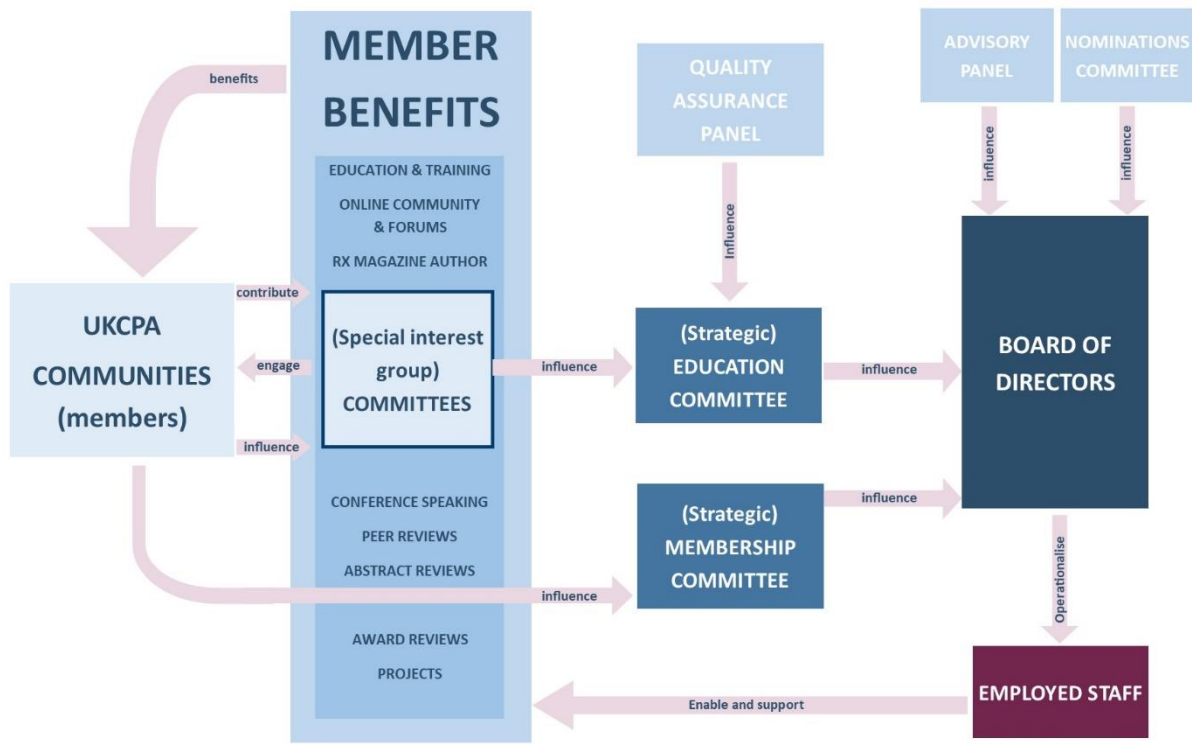 MEMBER
BENEFITS
benefits
EDUCATION & TRAINING
ONLINE COMMUNITY
& FORUMS
RX MAGAZINE AUTHOR
UKCPA
COMMUNITIES
(members)
contribute
engage
influence
(Special interest
group)
COMMITTEES
CONFERENCE SPEAKING
PEER REVIEWS
ABSTRACT REVIEWS
AWARD REVIEWS
PROJECTS
influence
influence
QUALITY
ASSURANCE
PANEL
Influence
(Strategic)
EDUCATION
COMMITTEE
influence
(Strategic)
MEMBERSHIP
COMMITTEE
influence
ADVISORY
PANEL
NOMINATIONS
COMMITTEE
influence
influence
BOARD OF
DIRECTORS
Operationalise
EMPLOYED STAFF
Enable and support